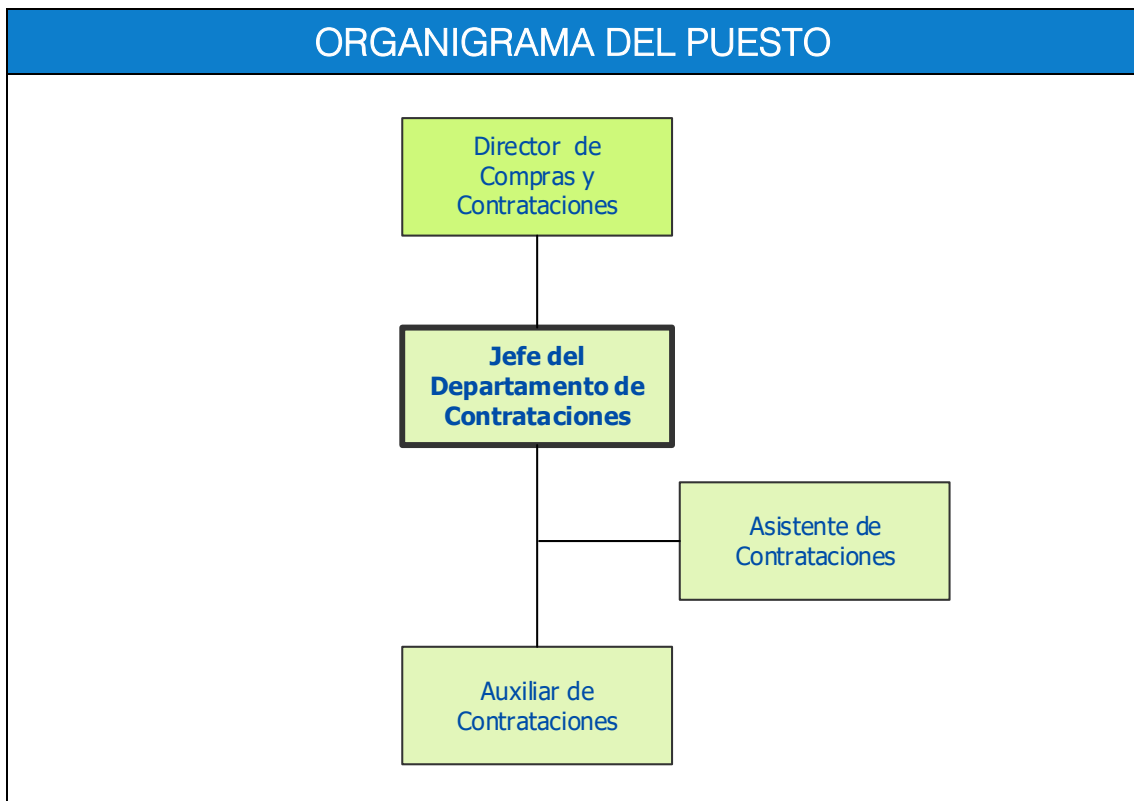 ORGANIGRAMA DEL PUESTO
Director de
Compras y
Contrataciones
Jefe del
Departamento de
Contrataciones
Asistente de
Contrataciones
Auxiliar de
Contrataciones